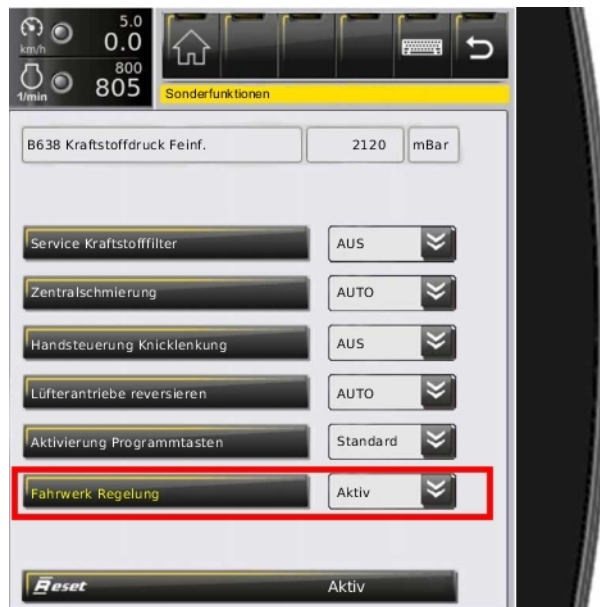 5.0
km/h 0.0
800
1/min 805
Sonderfunktionen
B638 Kraftstoffdruck Feinf. 2120 mBar
Service Kraftstofffilter AUS
Zentralschmierung AUTO
Handsteuerung Knicklenkung AUS
Lüfterantriebe reversieren AUTO
Aktivierung Programmtasten Standard
Fahrwerk Regelung Aktiv
Reset Aktiv